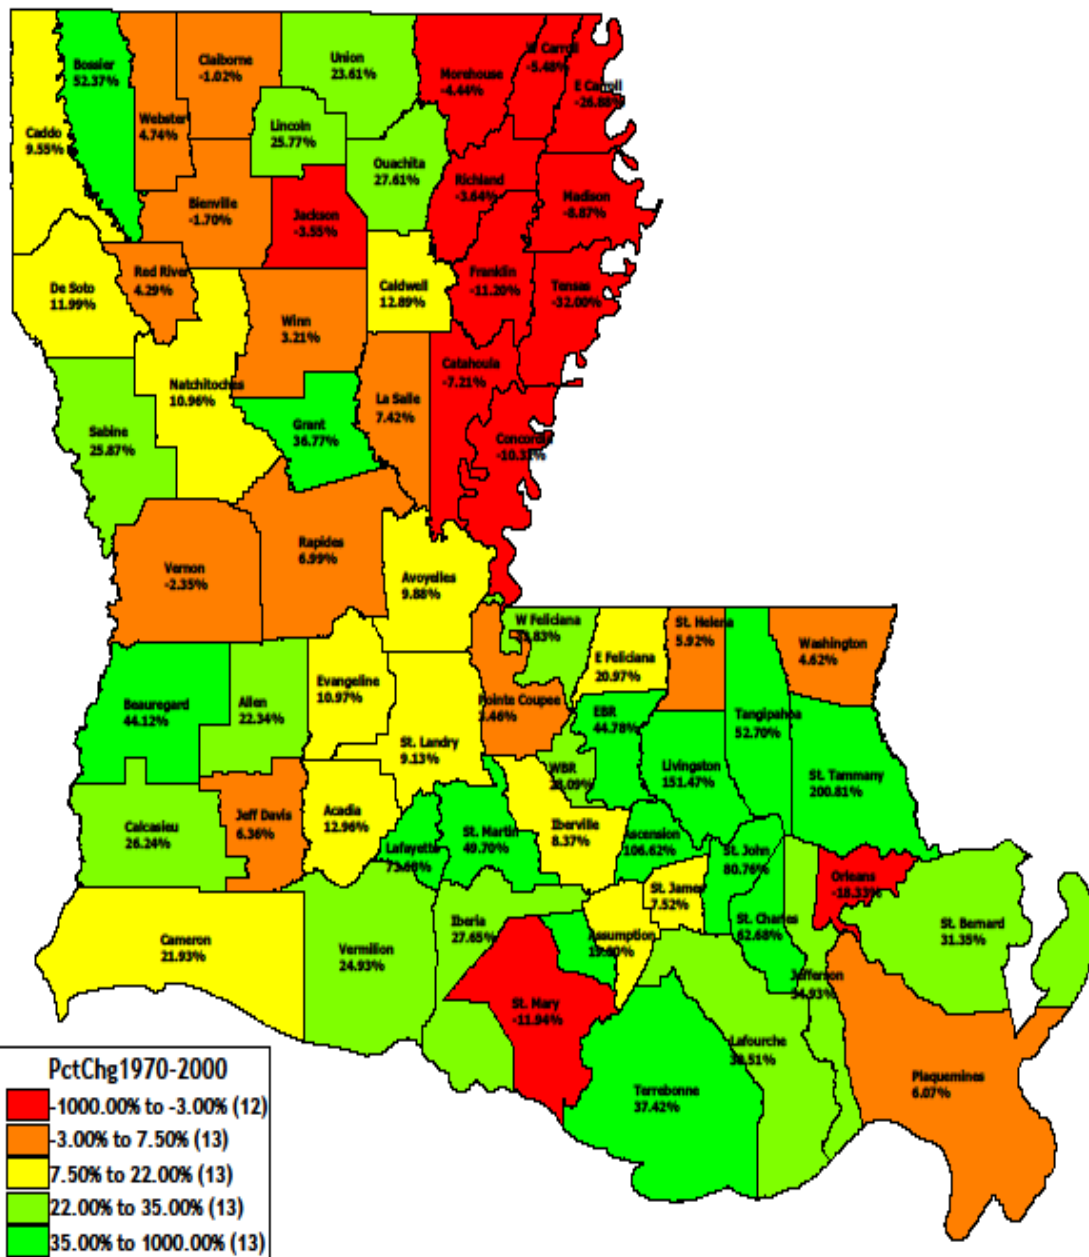 Bossier
52.37%
Claiborne
-1.02%
Union
23.61%
Morehouse
-4.44%
W Carroll
-5.48%
E Carroll
-26.88%
Caddo
9.55%
Webster
4.74%
Lincoln
25.77%
Ouachita
27.61%
Bienville
-1.70%
Jackson
-3.55%
Richland
-3.64%
Madison
-8.87%
De Soto
11.99%
Red River
4.29%
Winn
3.21%
Caldwell
12.89%
Franklin
-11.20%
Tensas
-32.00%
Natchitoches
10.96%
Catahoula
-7.21%
La Salle
7.42%
Sabine
25.87%
Grant
36.77%
Concordia
Vernon
-2.35%
Rapides
6.99%
Avoyelles
9.88%
W Feliciana
St. Helena
5.92%
Washington
4.62%
E Feliciana
20.97%
Beauregard
44.12%
Allen
22.34%
Evangeline
10.97%
Pointe Coupee
EBR
44.78%
Tangipahoa
52.70%
St. Landry
9.13%
WBR
Livingston
151.47%
St. Tammany
200.81%
Calcasieu
26.24%
Jeff Davis
6.36%
Acadia
12.96%
Lafayette
73.68%
St. Martin
49.70%
Iberville
8.37%
Ascension
106.62%
St. John
80.76%
Orleans
-18.33%
St. James
7.52%
Cameron
21.93%
Vermilion
24.93%
Iberia
27.65%
Assumption
St. Charles
62.68%
St. Bernard
31.35%
St. Mary
-11.94%
Jefferson
Lafourche
Terrebonne
37.42%
Plaquemines
6.07%
PctChg1970-2000
-1000.00% to -3.00% (12)
-3.00% to 7.50% (13)
7.50% to 22.00% (13)
22.00% to 35.00% (13)
35.00% to 1000.00% (13)